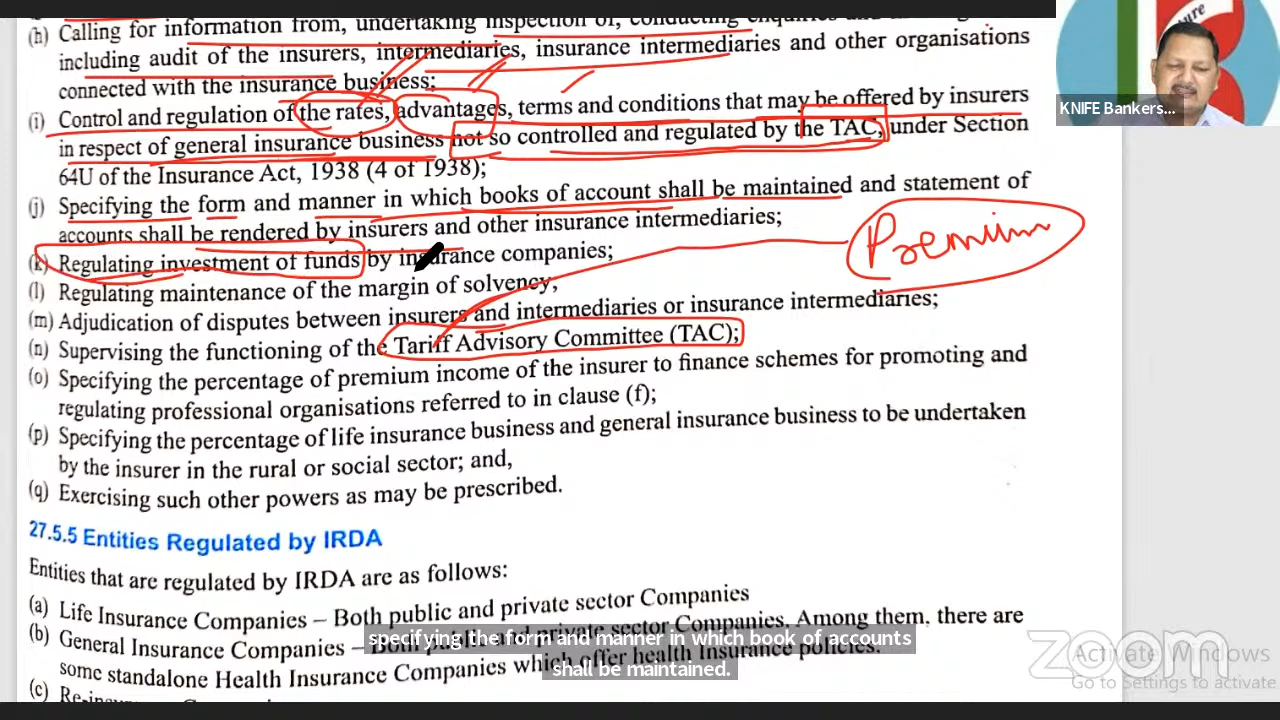 (h) Calling for information from, undertaking inspection of, conducting enquiries and
including audit of the insurers, intermediaries, insurance intermediaries and other organisations
connected with the insurance business;
(i) Control and regulation of the rates, advantages, terms and conditions that may be offered by insurers
in respect of general insurance business not so controlled and regulated by the TAC, under Section
64U of the Insurance Act, 1938 (4 of 1938);
(j) Specifying the form and manner in which books of account shall be maintained and statement of
accounts shall be rendered by insurers and other insurance intermediaries;
Premium
(k) Regulating investment of funds by insurance companies;
(l) Regulating maintenance of the margin of solvency;
(m) Adjudication of disputes between insurers and intermediaries or insurance intermediaries;
(n) Supervising the functioning of the Tariff Advisory Committee (TAC);
(o) Specifying the percentage of premium income of the insurer to finance schemes for promoting and
regulating professional organisations referred to in clause (f);
(p) Specifying the percentage of life insurance business and general insurance business to be undertaken
by the insurer in the rural or social sector; and,
(q) Exercising such other powers as may be prescribed.
27.5.5 Entities Regulated by IRDA
Entities that are regulated by IRDA are as follows:
(a) Life Insurance Companies – Both public and private sector Companies
(b) General Insurance Companies – Both public and private sector Companies. Among them, there are
some standalone Health Insurance Companies which offer health Insurance policies.
(c)
specifying the form and manner in which book of accounts
shall be maintained.
KNIFE Bankers...
zoom
Activate Windows
Go to Settings to activate